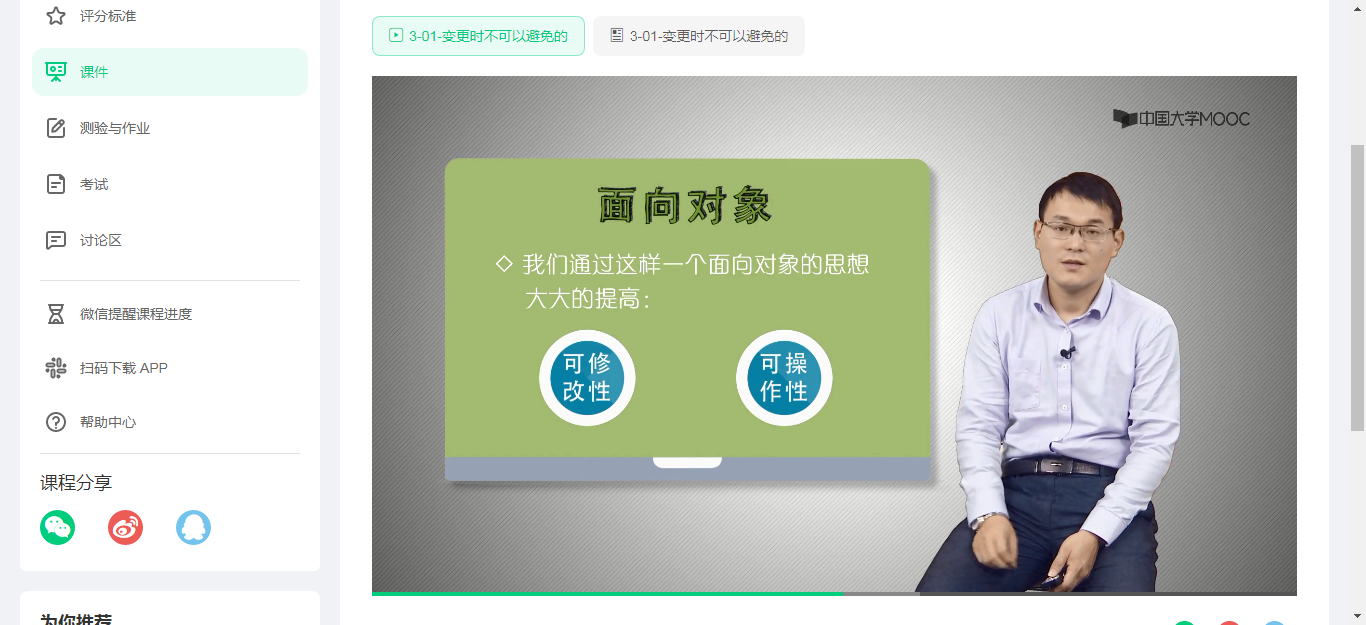 评分标准
课件
测验与作业
考试
讨论区
微信提醒课程进度
扫码下载 APP
帮助中心
课程分享
为你推荐
3-01-变更时不可以避免的
3-01-变更时不可以避免的
中国大学MOOC
面向对象
◇ 我们通过这样一个面向对象的思想
大大的提高：
可修
改性
可操
作性